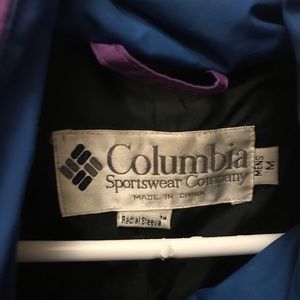 Columbia
Sportswear Company
MADE IN CHINA
MENS M
Radial Sleeve™